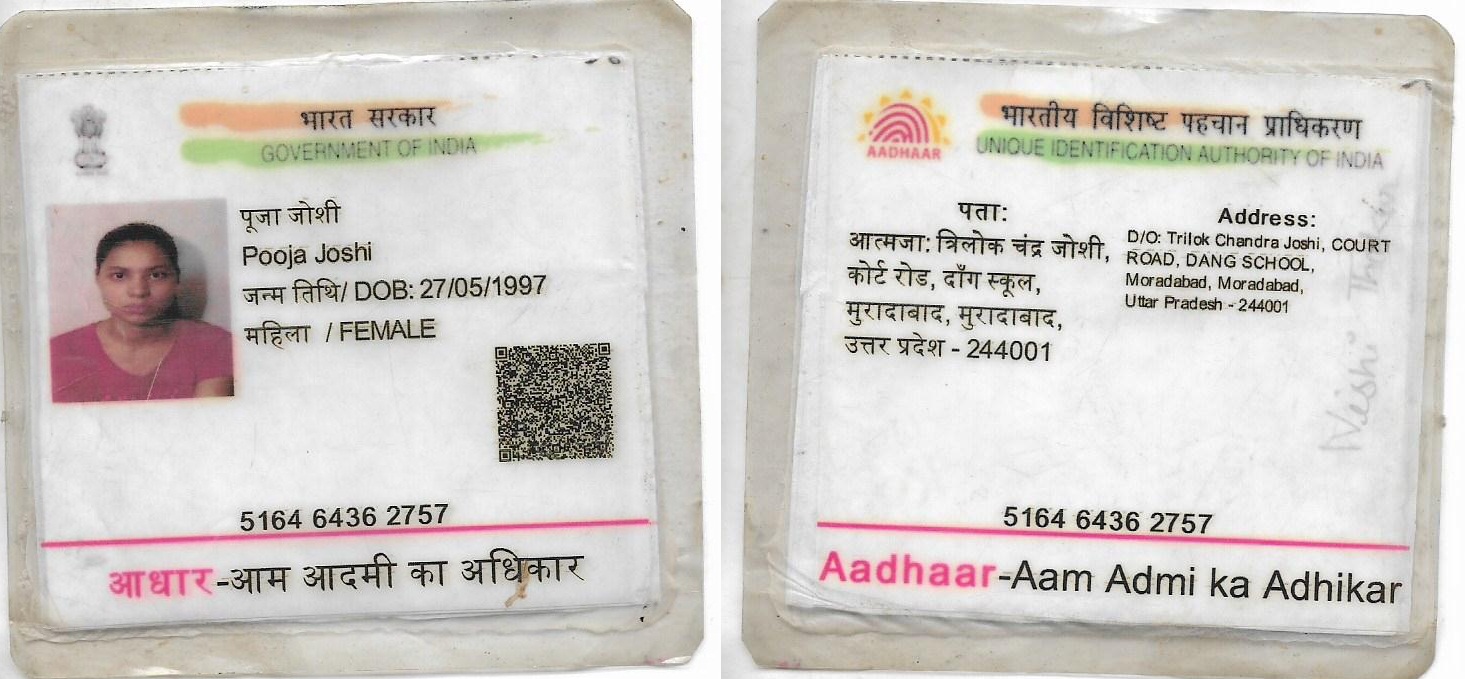 भारत सरकार
GOVERNMENT OF INDIA
पूजा जोशी
Pooja Joshi
जन्म तिथि/ DOB: 27/05/1997
महिला / FEMALE
5164 6436 2757
आधार-आम आदमी का अधिकार
भारतीय विशिष्ट पहचान प्राधिकरण
UNIQUE IDENTIFICATION AUTHORITY OF INDIA
AADHAAR
पता:
आत्मजा: त्रिलोक चंद्र जोशी,
कोर्ट रोड, दाँग स्कूल,
मुरादाबाद, मुरादाबाद,
उत्तर प्रदेश - 244001
Address:
D/O: Trilok Chandra Joshi, COURT
ROAD, DANG SCHOOL,
Moradabad, Moradabad,
Uttar Pradesh - 244001
Nishi
5164 6436 2757
Aadhaar-Aam Admi ka Adhikar